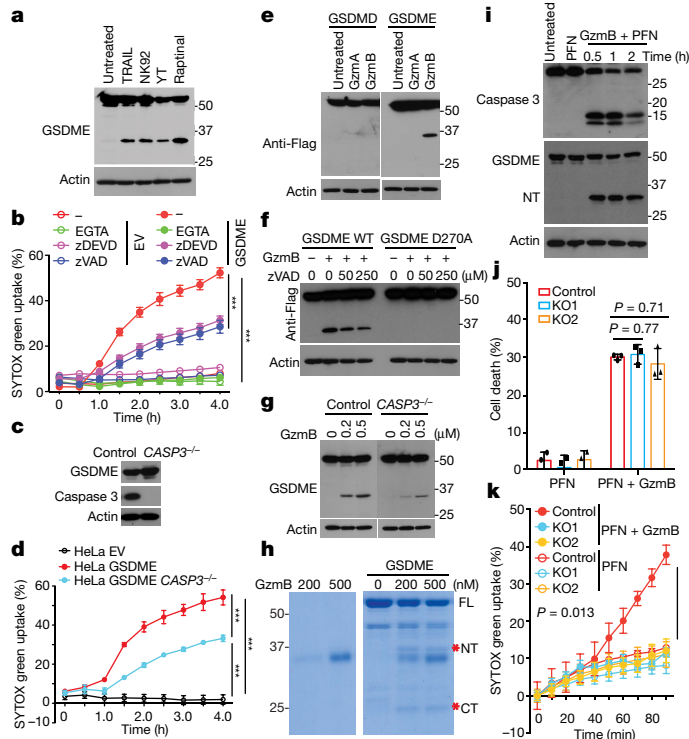 a
Untreated
TRAIL
NK92
YT
Raptinal
GSDME
50
37
25
Actin
b
–
–
EGTA
EGTA
zDEVD
zDEVD
zVAD
zVAD
EV
GSDME
SYTOX green uptake (%)
60
40
20
0
0
1.0
2.0
3.0
4.0
Time (h)
***
***
c
Control CASP3–/–
GSDME
Caspase 3
Actin
d
HeLa EV
HeLa GSDME
HeLa GSDME CASP3–/–
SYTOX green uptake (%)
60
40
20
0
–10
0
1.0
2.0
3.0
4.0
Time (h)
***
***
***
e
GSDMD GSDME
Untreated
GzmA
GzmB
Untreated
GzmA
GzmB
Anti-Flag
50
37
25
Actin
f
GSDME WT GSDME D270A
GzmB – + + + – + + +
zVAD 0 0 50 250 0 0 50 250 (μM)
Anti-Flag
50
37
Actin
g
Control CASP3–/–
GzmB 0 0.2 0.5 0 0.2 0.5 (μM)
GSDME
50
37
25
Actin
h
GSDME
GzmB 200 500 0 200 500 (nM)
50
37
25
FL
*NT
*CT
i
Untreated
PFN
GzmB + PFN
0.5 1 2 Time (h)
Caspase 3
25
20
15
GSDME
50
37
NT
25
Actin
j
Control
KO1
KO2
P = 0.71
P = 0.77
Cell death (%)
50
40
30
20
10
0
PFN
PFN + GzmB
k
Control
KO1
KO2
PFN + GzmB
Control
KO1
KO2
PFN
P = 0.013
SYTOX green uptake (%)
50
40
30
20
10
0
–10
20
40
60
80
Time (min)